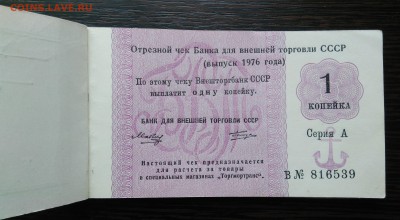 COINS.LAVE.RU
Отрезной чек Банка для внешней торговли СССР
(выпуск 1976 года)
По этому чеку Внешторгбанк СССР
выплатит ОДНУ копейку.
БАНК ДЛЯ ВНЕШНЕЙ ТОРГОВЛИ СССР
Настоящий чек предназначается
для расчета за товары
в специальных магазинах „Торгмортранс".
1
КОПЕЙКА
Серия А
В № 816539